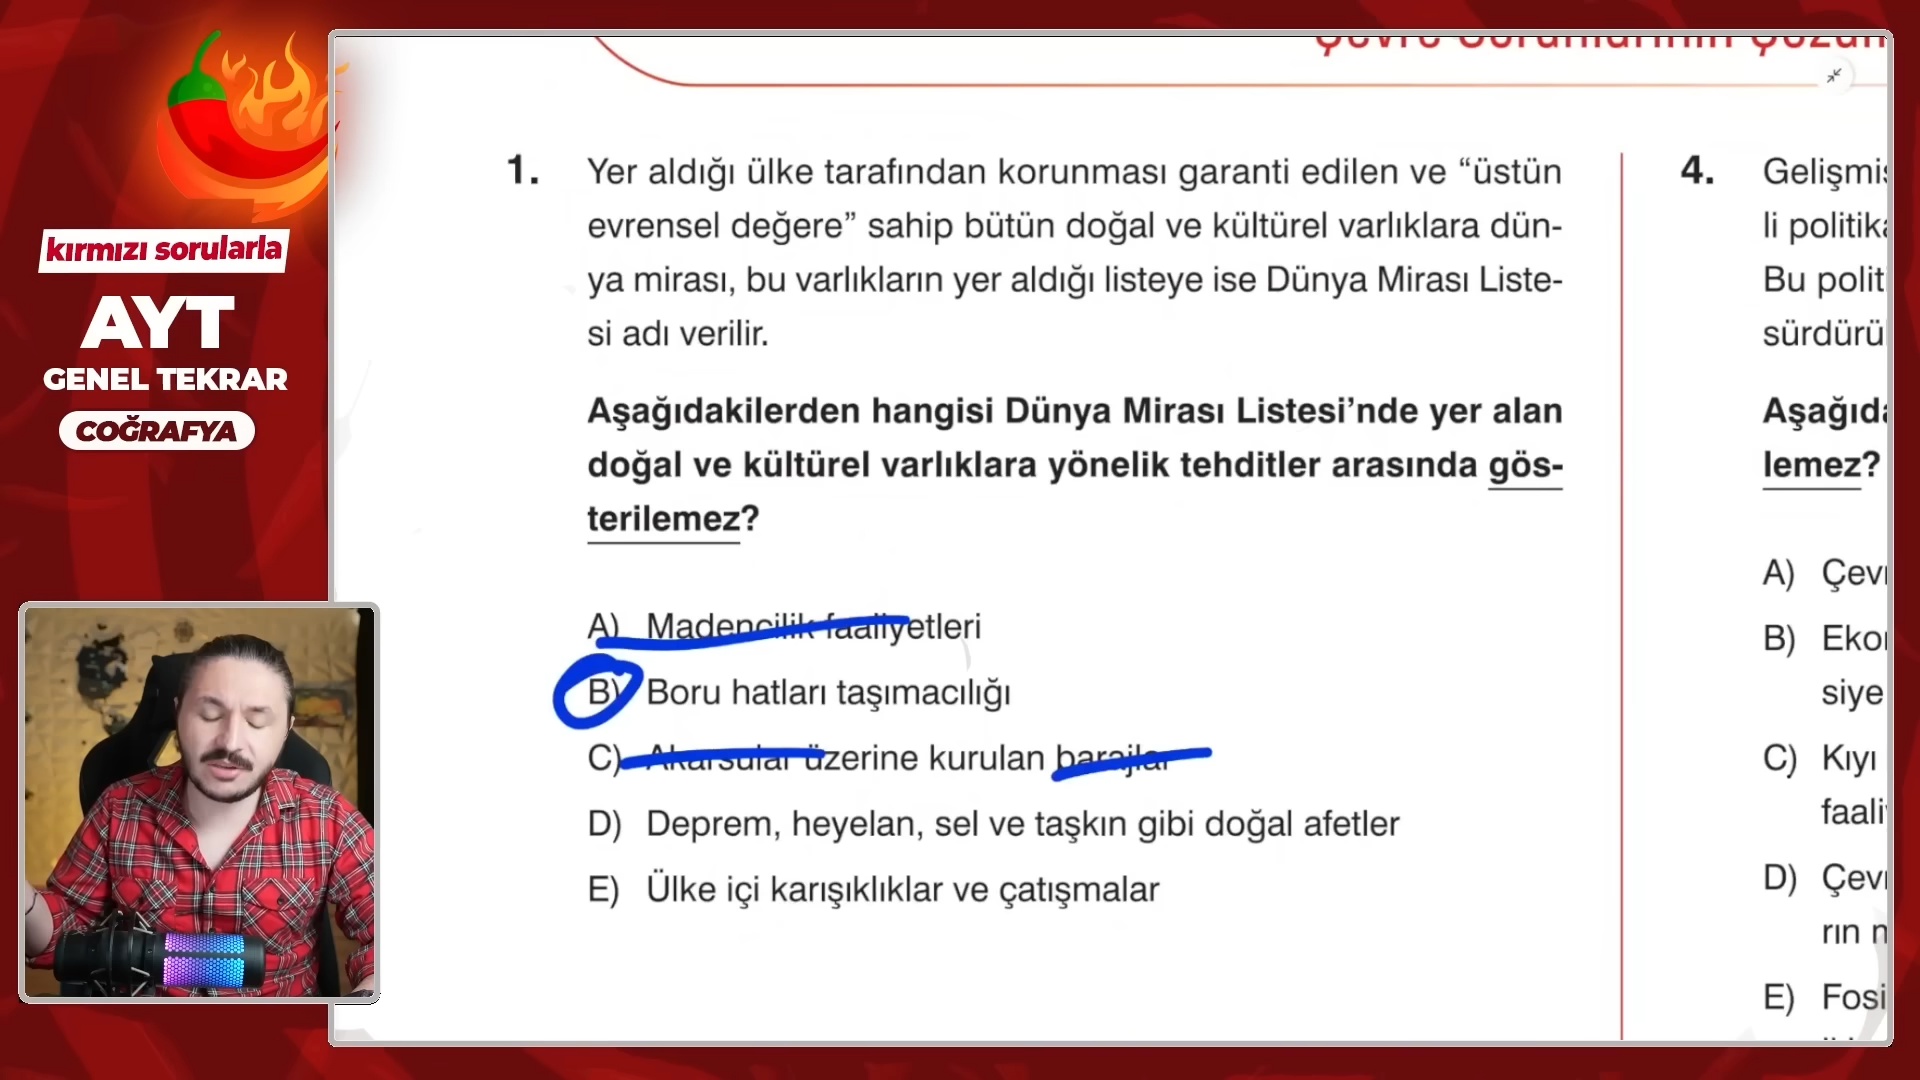 kırmızı sorularla
AYT
GENEL TEKRAR
COĞRAFYA
1. Yer aldığı ülke tarafından korunması garanti edilen ve “üstün
evrensel değere” sahip bütün doğal ve kültürel varlıklara dün-
ya mirası, bu varlıkların yer aldığı listeye ise Dünya Mirası Liste-
si adı verilir.
Aşağıdakilerden hangisi Dünya Mirası Listesi’nde yer alan
doğal ve kültürel varlıklara yönelik tehditler arasında gös-
terilemez?
A) Madencilik faaliyetleri
B) Boru hatları taşımacılığı
C) Akarsular üzerine kurulan barajlar
D) Deprem, heyelan, sel ve taşkın gibi doğal afetler
E) Ülke içi karışıklıklar ve çatışmalar
4. Gelişmiş
li politika
Bu polit
sürdürü
Aşağıda
lemez?
A) Çev
B) Eko
siye
C) Kıyı
faali
D) Çev
rın
E) Fosi